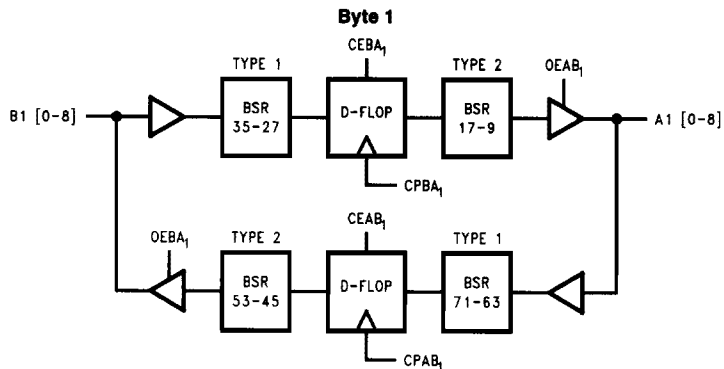 Byte 1
CEBA₁
TYPE 1
TYPE 2
OEAB₁
B1 [0-8]
BSR
35-27
D-FLOP
BSR
17-9
A1 [0-8]
CPBA₁
OEBA₁
TYPE 2
CEAB₁
TYPE 1
BSR
53-45
D-FLOP
BSR
71-63
CPAB₁